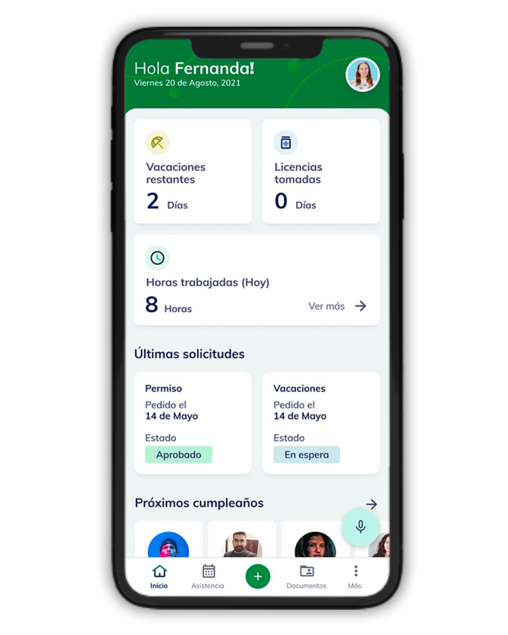 Hola Fernanda!
Viernes 20 de Agosto, 2021
Vacaciones
restantes
2 Días
Licencias
tomadas
0 Días
Horas trabajadas (Hoy)
8 Horas
Ver más
Últimas solicitudes
Permiso
Pedido el
14 de Mayo
Estado
Aprobado
Vacaciones
Pedido el
14 de Mayo
Estado
En espera
Próximos cumpleaños
Inicio
Asistencia
Documentos
Más